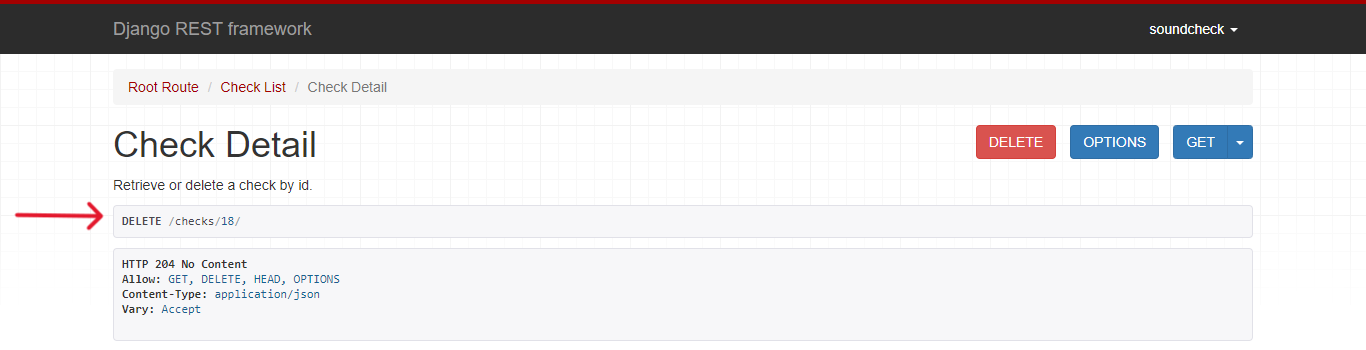 Django REST framework
soundcheck
Root Route / Check List / Check Detail
Check Detail
DELETE
OPTIONS
GET
Retrieve or delete a check by id.
DELETE /checks/18/
HTTP 204 No Content
Allow: GET, DELETE, HEAD, OPTIONS
Content-Type: application/json
Vary: Accept